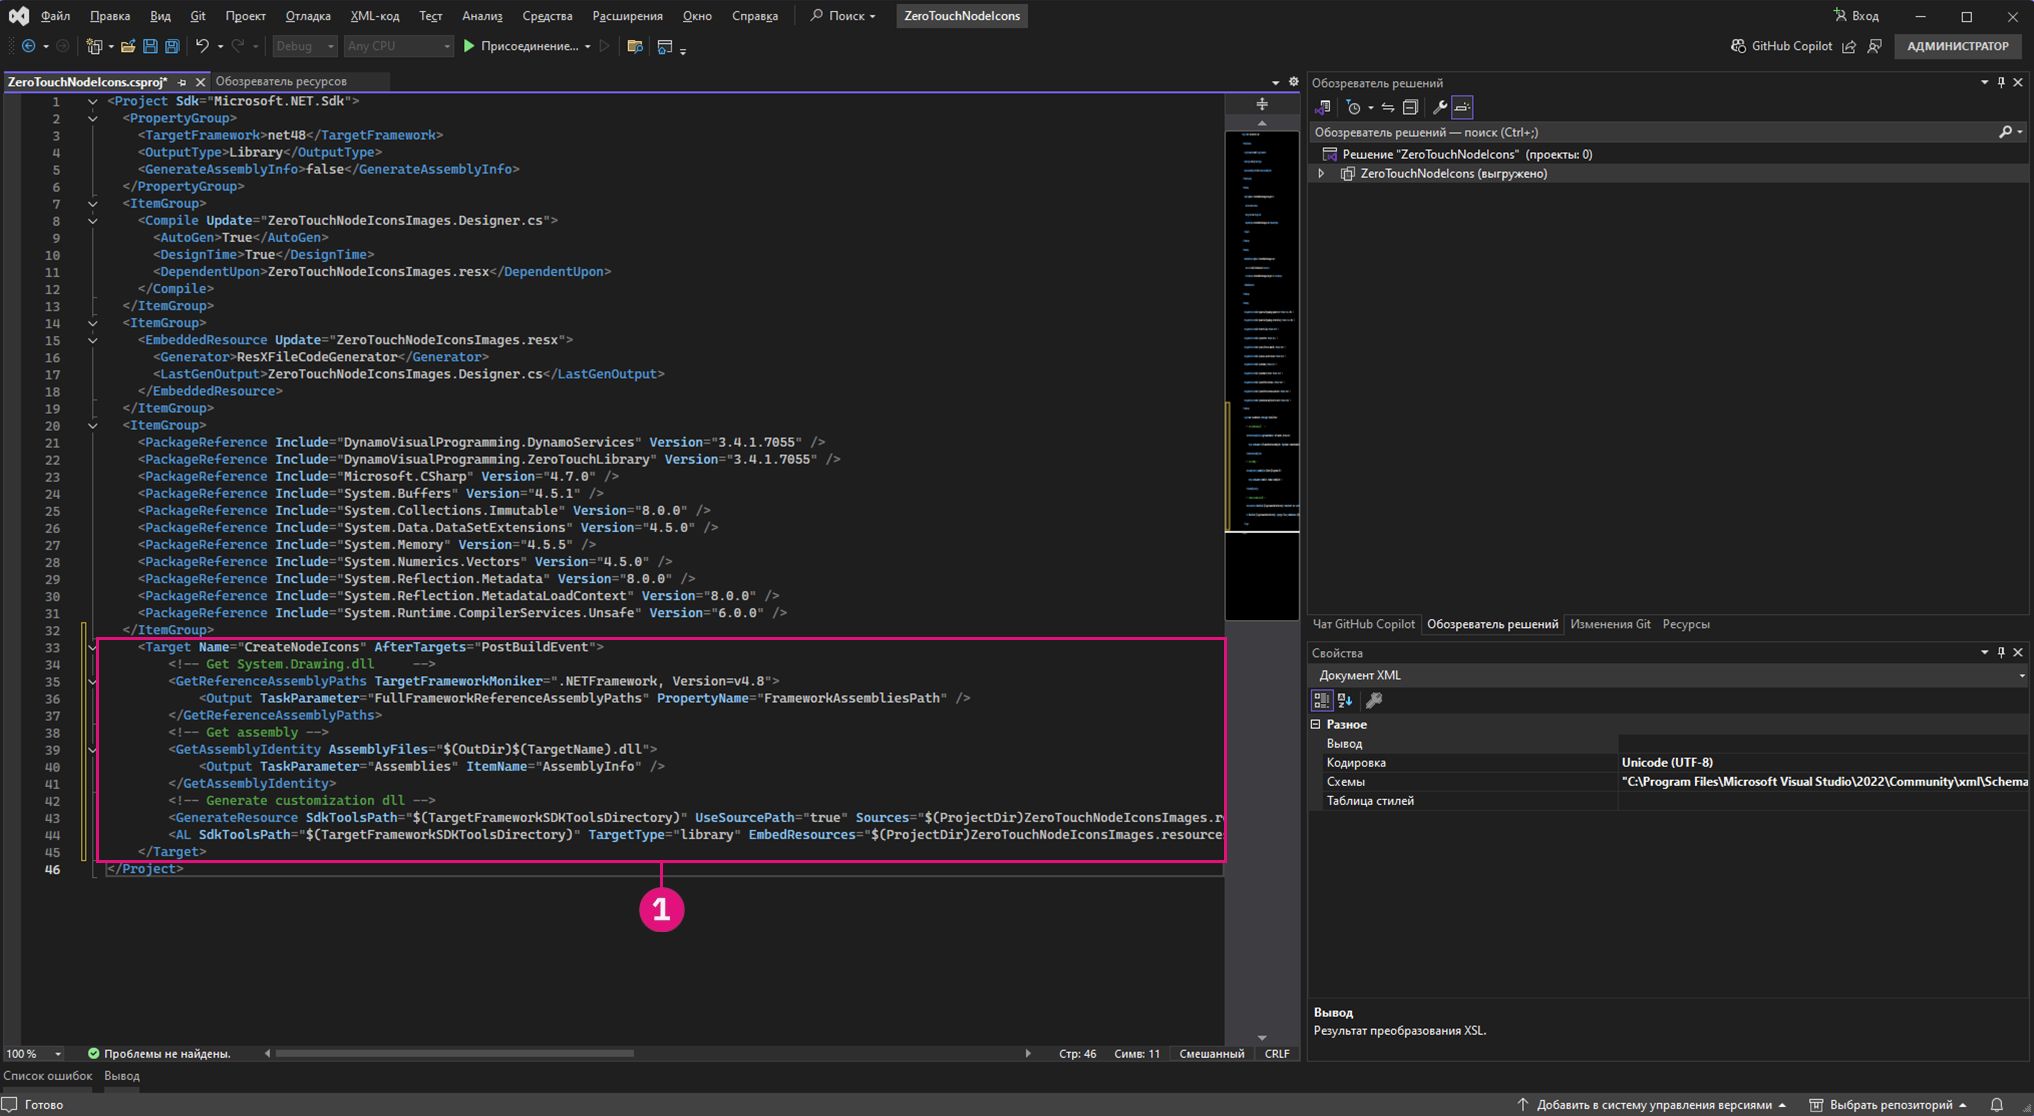 Файл Правка Вид Git Проект Отладка XML-код Тест Анализ Средства Расширения Окно Справка Поиск ZeroTouchNodeIcons Вход
Debug Any CPU Присоединение... GitHub Copilot АДМИНИСТРАТОР
ZeroTouchNodeIcons.csproj* Обозреватель ресурсов
1 <Project Sdk="Microsoft.NET.Sdk">
2 <PropertyGroup>
3 <TargetFramework>net48</TargetFramework>
4 <OutputType>Library</OutputType>
5 <GenerateAssemblyInfo>false</GenerateAssemblyInfo>
6 </PropertyGroup>
7 <ItemGroup>
8 <Compile Update="ZeroTouchNodeIconsImages.Designer.cs">
9 <AutoGen>True</AutoGen>
10 <DesignTime>True</DesignTime>
11 <DependentUpon>ZeroTouchNodeIconsImages.resx</DependentUpon>
12 </Compile>
13 </ItemGroup>
14 <ItemGroup>
15 <EmbeddedResource Update="ZeroTouchNodeIconsImages.resx">
16 <Generator>ResXFileCodeGenerator</Generator>
17 <LastGenOutput>ZeroTouchNodeIconsImages.Designer.cs</LastGenOutput>
18 </EmbeddedResource>
19 </ItemGroup>
20 <ItemGroup>
21 <PackageReference Include="DynamoVisualProgramming.DynamoServices" Version="3.4.1.7055" />
22 <PackageReference Include="DynamoVisualProgramming.ZeroTouchLibrary" Version="3.4.1.7055" />
23 <PackageReference Include="Microsoft.CSharp" Version="4.7.0" />
24 <PackageReference Include="System.Buffers" Version="4.5.1" />
25 <PackageReference Include="System.Collections.Immutable" Version="8.0.0" />
26 <PackageReference Include="System.Data.DataSetExtensions" Version="4.5.0" />
27 <PackageReference Include="System.Memory" Version="4.5.5" />
28 <PackageReference Include="System.Numerics.Vectors" Version="4.5.0" />
29 <PackageReference Include="System.Reflection.Metadata" Version="8.0.0" />
30 <PackageReference Include="System.Reflection.MetadataLoadContext" Version="8.0.0" />
31 <PackageReference Include="System.Runtime.CompilerServices.Unsafe" Version="6.0.0" />
32 </ItemGroup>
33 <Target Name="CreateNodeIcons" AfterTargets="PostBuildEvent">
34 <!-- Get System.Drawing.dll -->
35 <GetReferenceAssemblyPaths TargetFrameworkMoniker=".NETFramework, Version=v4.8">
36 <Output TaskParameter="FullFrameworkReferenceAssemblyPaths" PropertyName="FrameworkAssembliesPath" />
37 </GetReferenceAssemblyPaths>
38 <!-- Get assembly -->
39 <GetAssemblyIdentity AssemblyFiles="$(OutDir)$(TargetName).dll">
40 <Output TaskParameter="Assemblies" ItemName="AssemblyInfo" />
41 </GetAssemblyIdentity>
42 <!-- Generate customization dll -->
43 <GenerateResource SdkToolsPath="$(TargetFrameworkSDKToolsDirectory)" UseSourcePath="true" Sources="$(ProjectDir)ZeroTouchNodeIconsImages.r
44 <AL SdkToolsPath="$(TargetFrameworkSDKToolsDirectory)" TargetType="library" EmbedResources="$(ProjectDir)ZeroTouchNodeIconsImages.resource
45 </Target>
46 </Project>
1
100 % Проблемы не найдены. Стр: 46 Симв: 11 Смешанный CRLF
Список ошибок Вывод
Обозреватель решений
Обозреватель решений — поиск (Ctrl+;)
Решение "ZeroTouchNodeIcons" (проекты: 0)
ZeroTouchNodeIcons (выгружено)
Чат GitHub Copilot Обозреватель решений Изменения Git Ресурсы
Свойства
Документ XML
Разное
Вывод
Кодировка Unicode (UTF-8)
Схемы "C:\Program Files\Microsoft Visual Studio\2022\Community\xml\Schema
Таблица стилей
Вывод
Результат преобразования XSL.
Готово Добавить в систему управления версиями Выбрать репозиторий